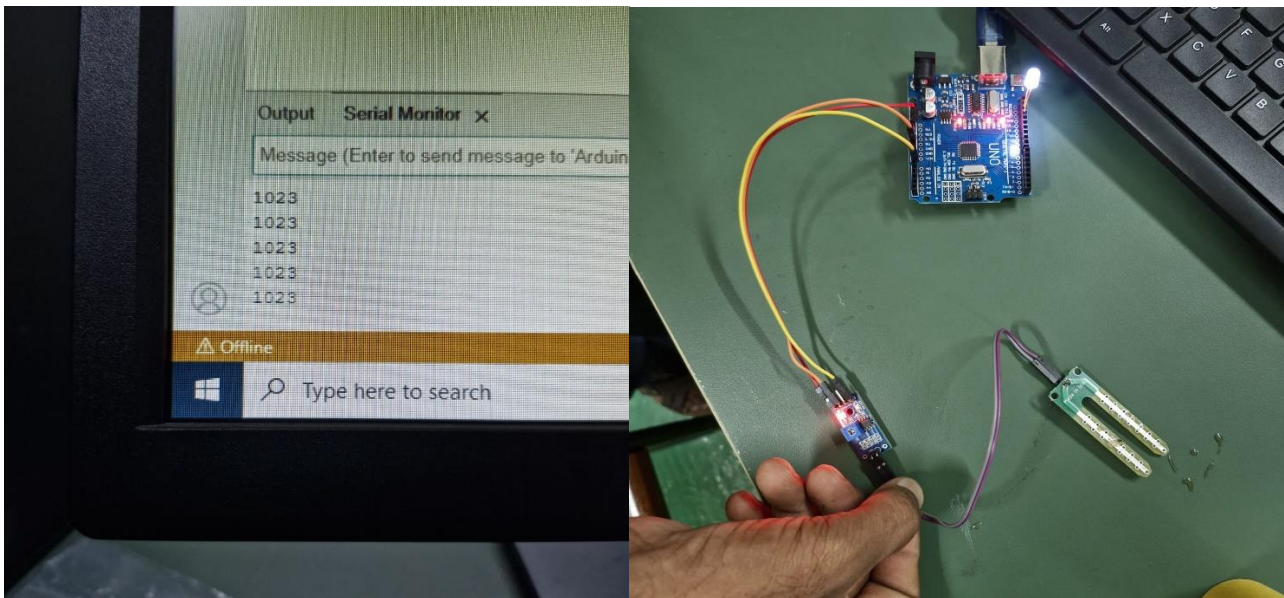 Output Serial Monitor ×
Message (Enter to send message to 'Arduin
1023
1023
1023
1023
1023
Offline
Type here to search
UNO
Alt
X
C
V
B
F
G